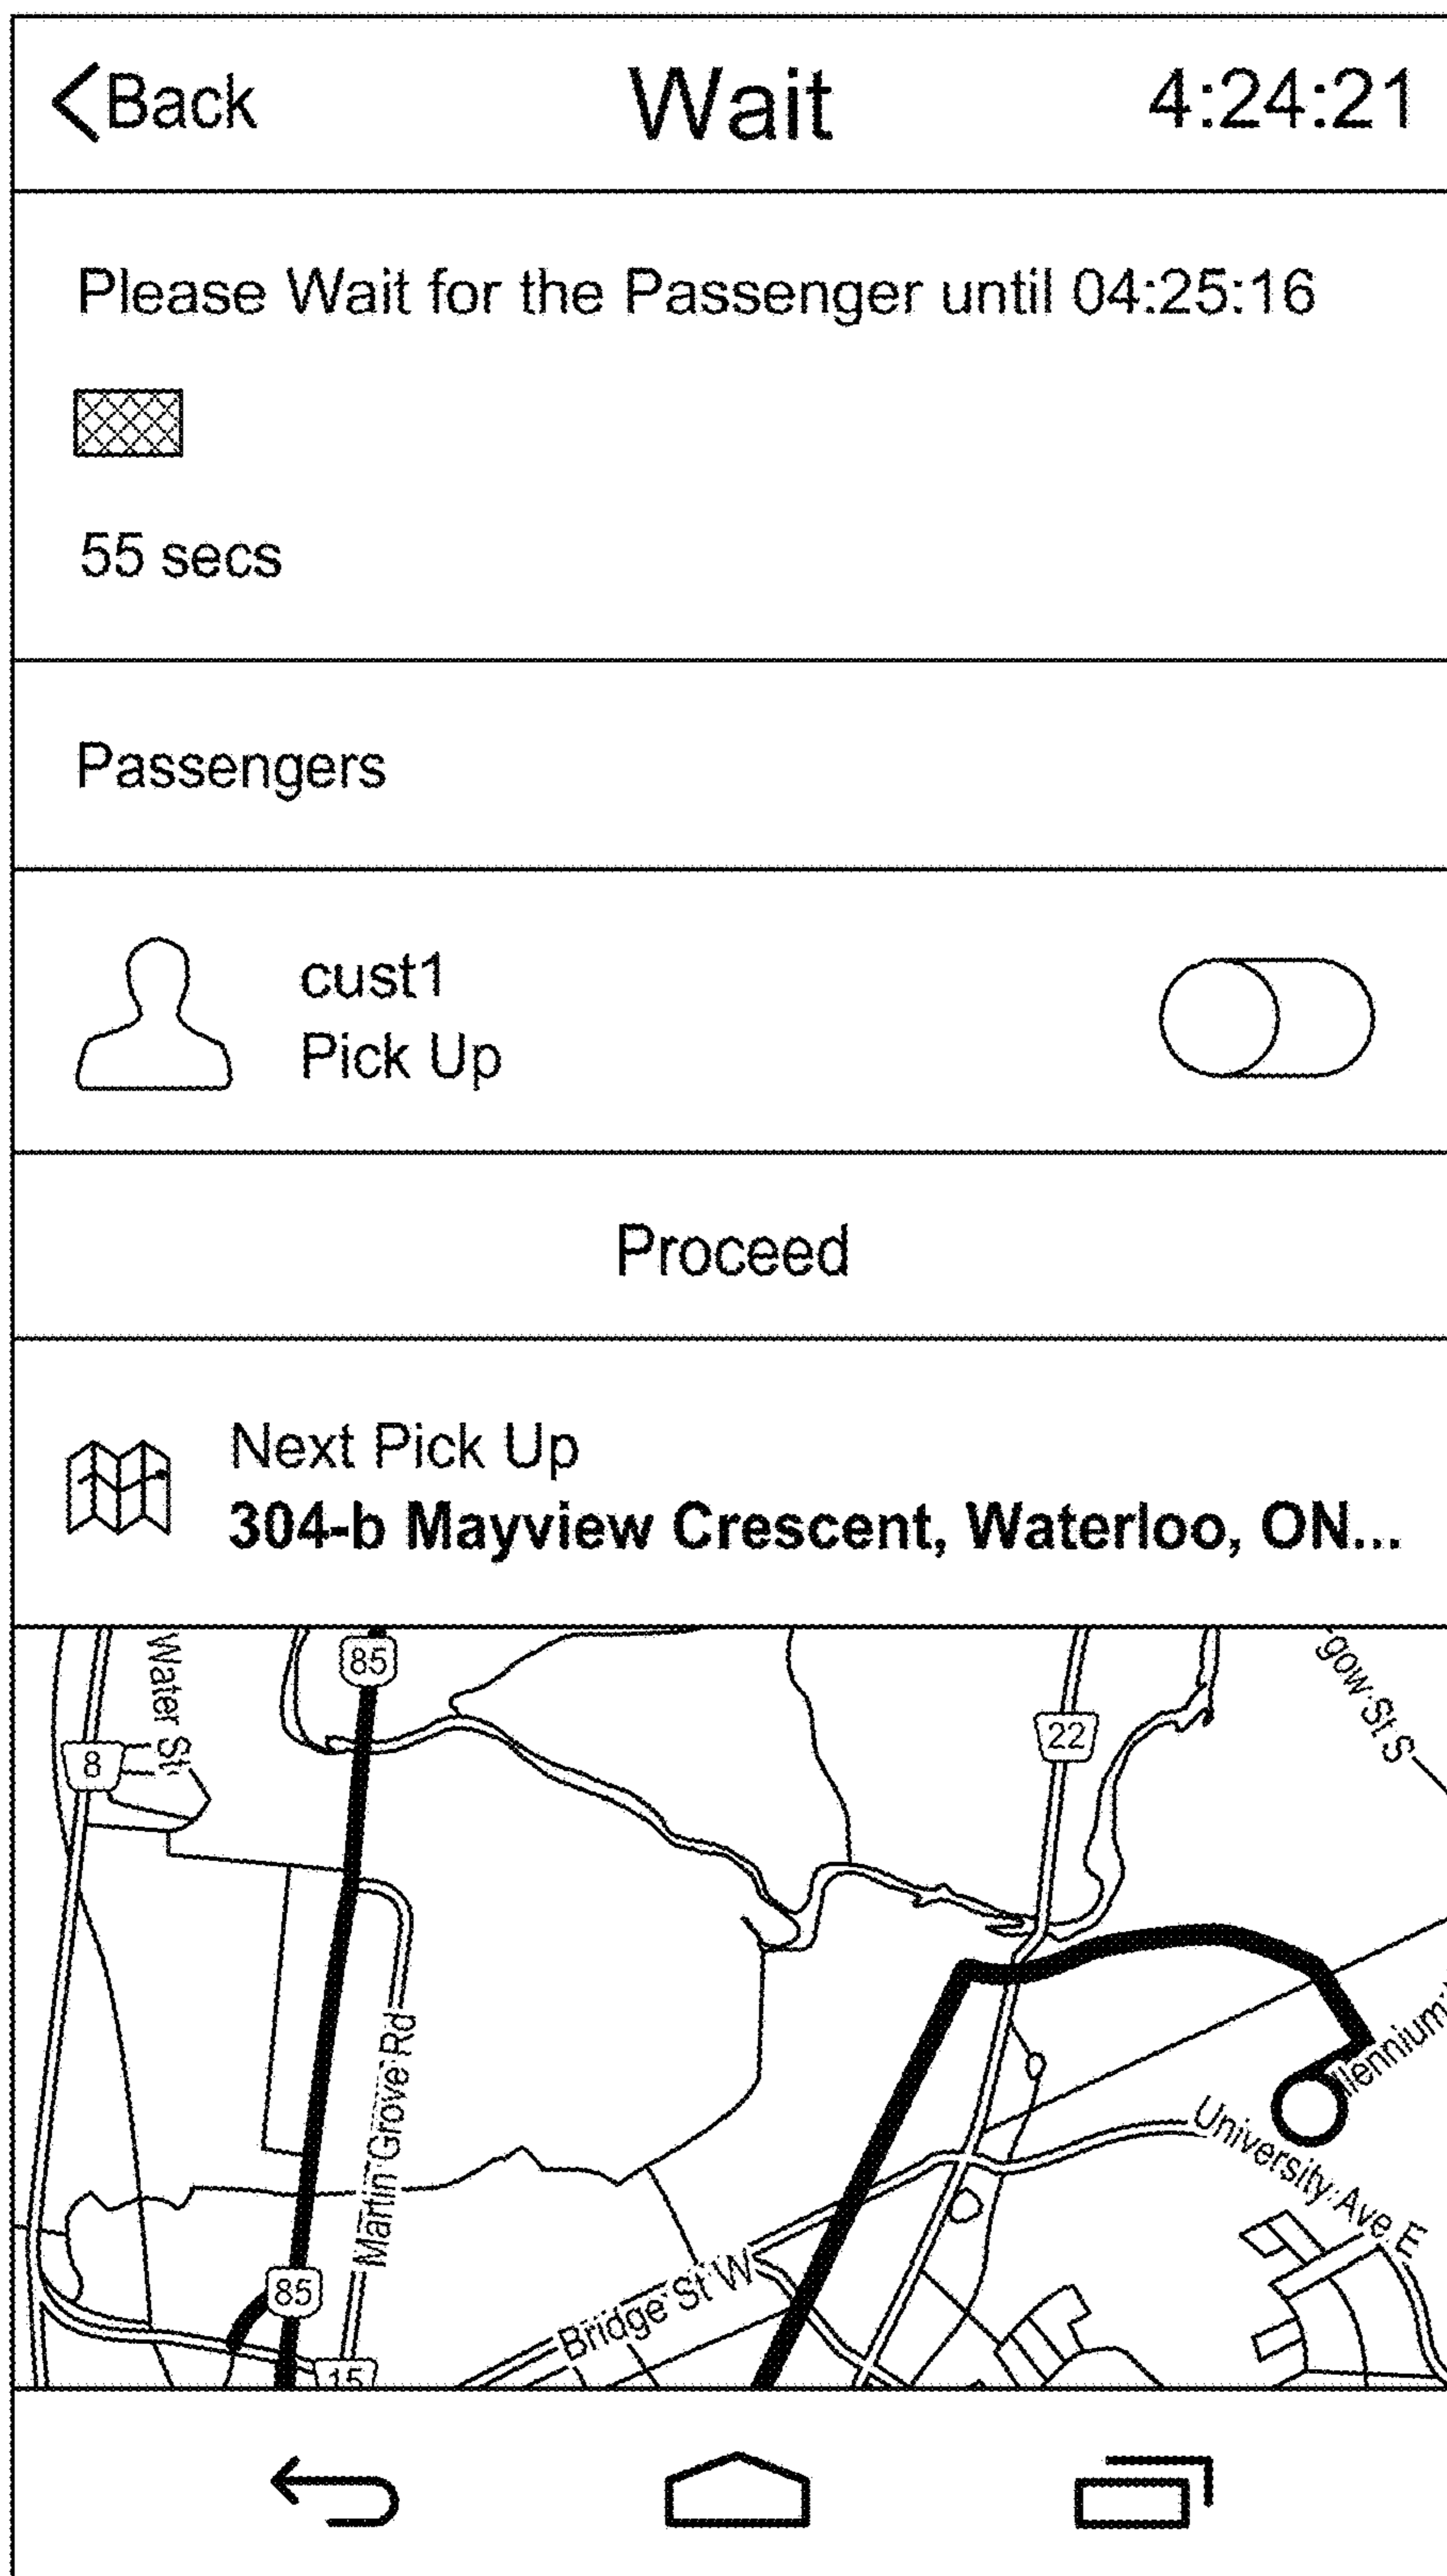 Back Wait 4:24:21
Please Wait for the Passenger until 04:25:16
55 secs
Passengers
cust1
Pick Up
Proceed
Next Pick Up
304-b Mayview Crescent, Waterloo, ON...
Water St
85
8
22
gow St S
Martin Grove Rd
llennium
University Ave E
85
Bridge St W
15